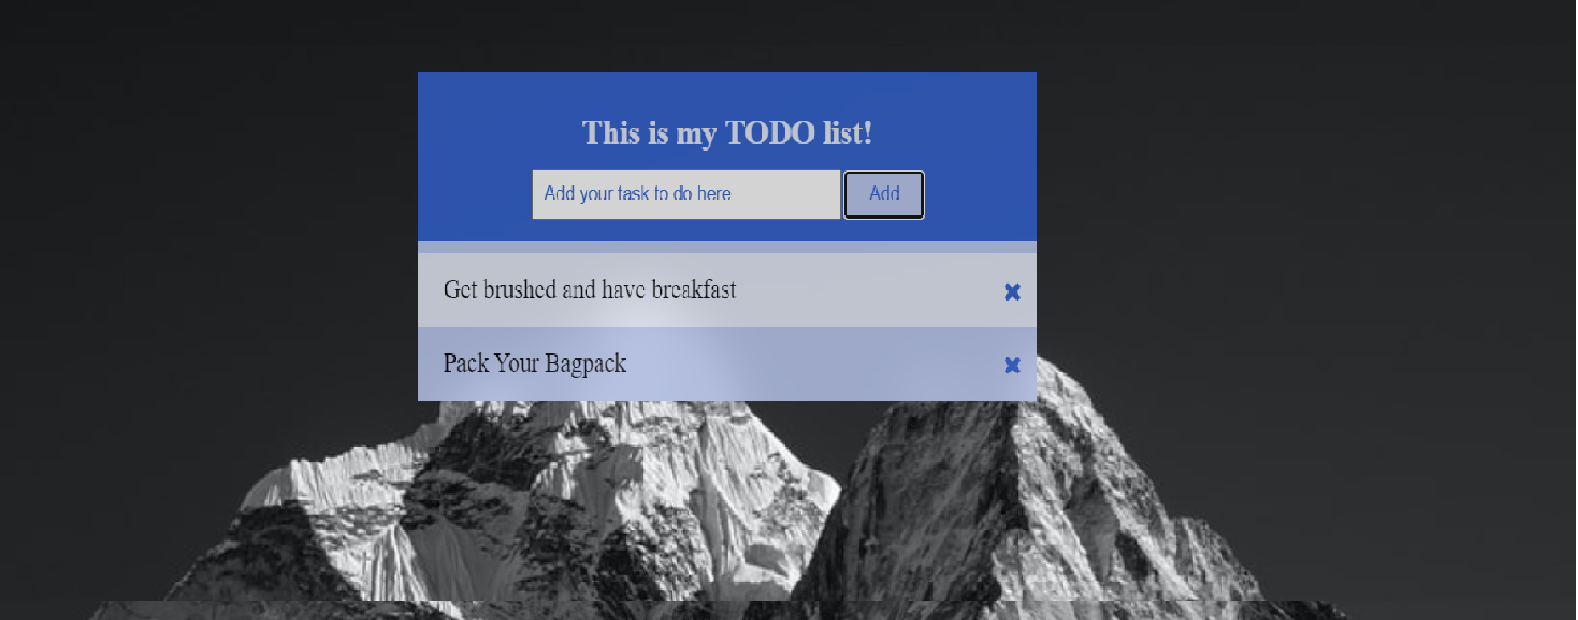 This is my TODO list!
Add your task to do here
Add
Get brushed and have breakfast
Pack Your Bagpack